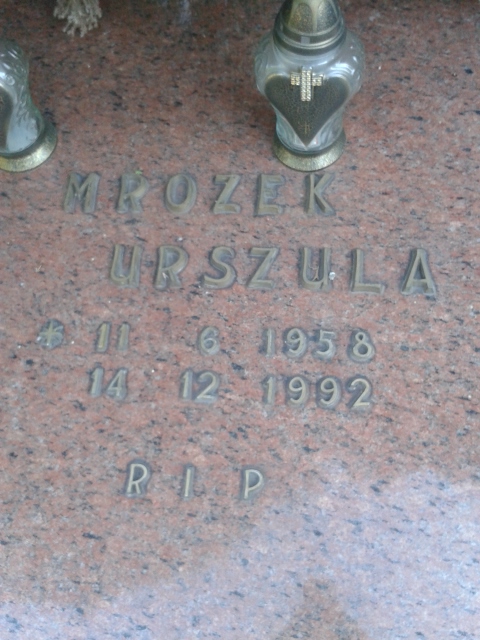 MROZEK
URSZULA
* 11 6 1958
14 12 1992
R I P